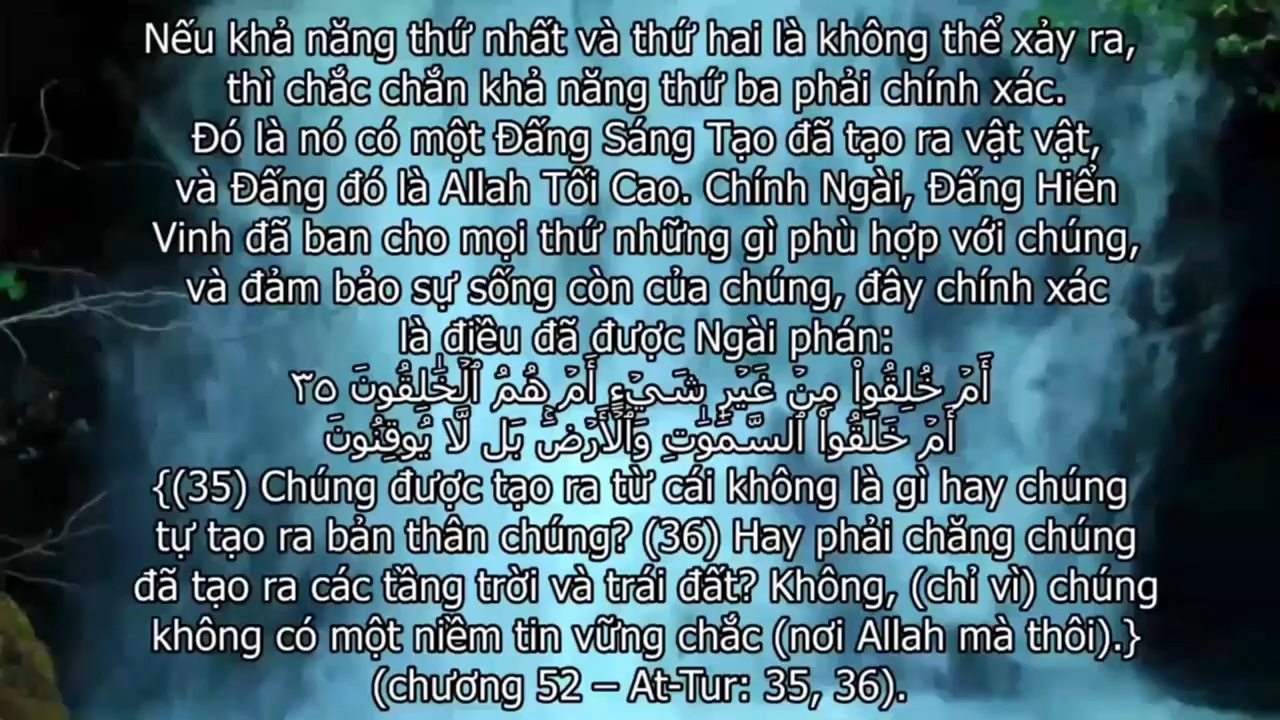 Nếu khả năng thứ nhất và thứ hai là không thể xảy ra,
thì chắc chắn khả năng thứ ba phải chính xác.
Đó là nó có một Đấng Sáng Tạo đã tạo ra vật vật,
và Đấng đó là Allah Tối Cao. Chính Ngài, Đấng Hiển
Vinh đã ban cho mọi thứ những gì phù hợp với chúng,
và đảm bảo sự sống còn của chúng, đây chính xác
là điều đã được Ngài phán:
أَمۡ خُلِقُواْ مِنۡ غَيۡرِ شَيۡءٍ أَمۡ هُمُ ٱلۡخَٰلِقُونَ ٣٥
أَمۡ خَلَقُواْ ٱلسَّمَٰوَٰتِ وَٱلۡأَرۡضَۚ بَل لَّا يُوقِنُونَ
{(35) Chúng được tạo ra từ cái không là gì hay chúng
tự tạo ra bản thân chúng? (36) Hay phải chăng chúng
đã tạo ra các tầng trời và trái đất? Không, (chỉ vì) chúng
không có một niềm tin vững chắc (nơi Allah mà thôi).}
(chương 52 – At-Tur: 35, 36).